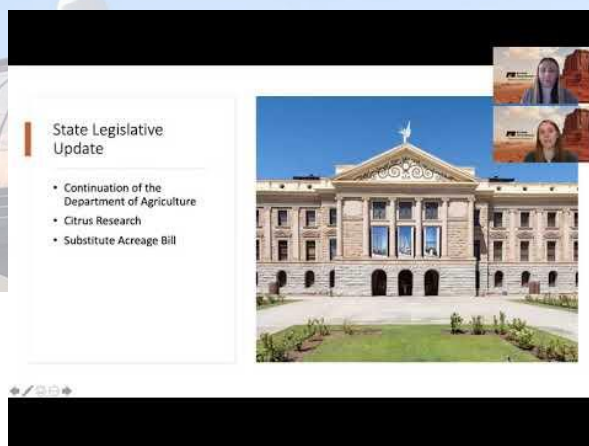 State Legislative
Update
• Continuation of the
Department of Agriculture
• Citrus Research
• Substitute Acreage Bill